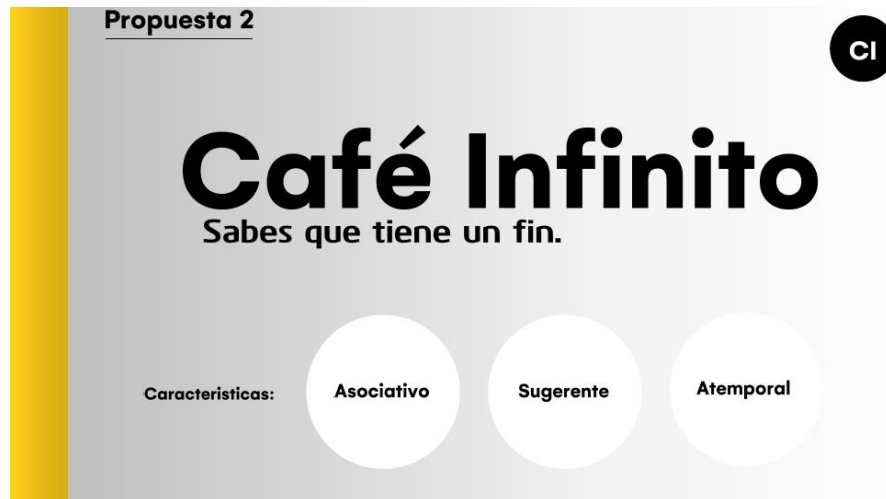 Propuesta 2
CI
Café Infinito
Sabes que tiene un fin.
Caracteristicas:
Asociativo
Sugerente
Atemporal